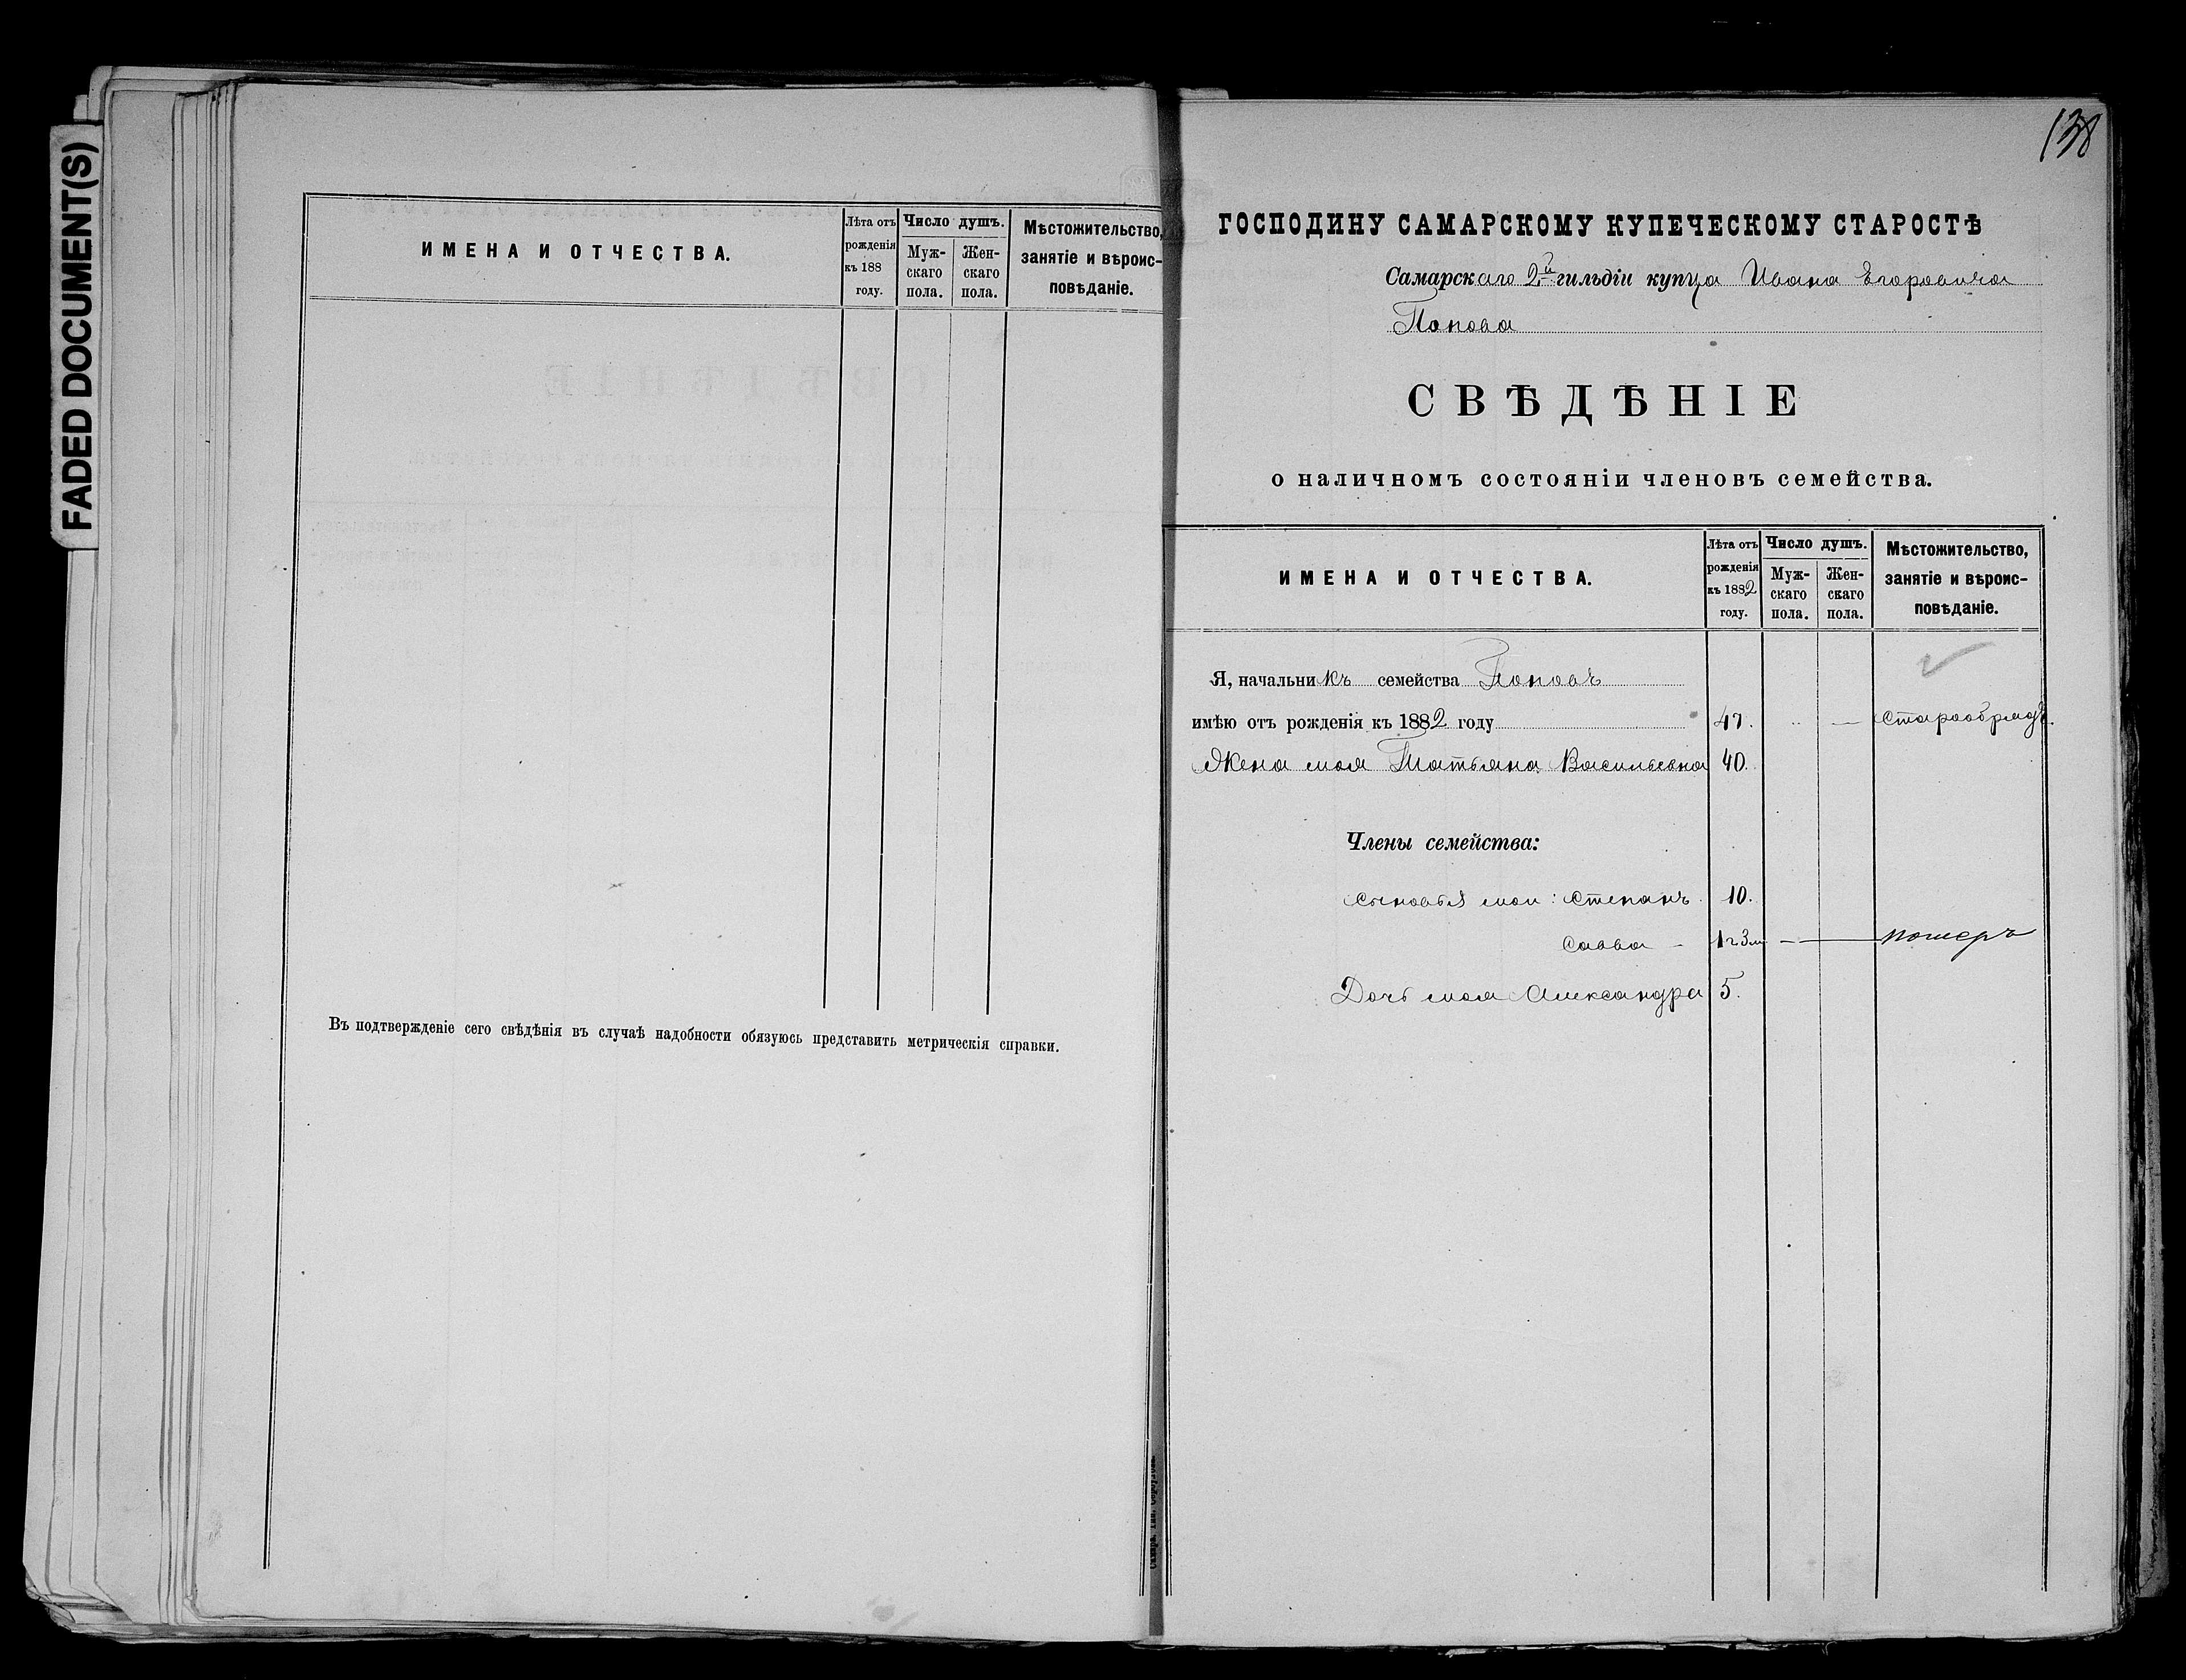 FADED DOCUMENT(S)
ИМЕНА И ОТЧЕСТВА.
Лѣта отъ рожденія къ 188 году.
Число душъ.
Мужскаго пола.
Женскаго пола.
Мѣстожительство, занятіе и вѣроисповѣданіе.
Въ подтвержденіе сего свѣдѣнія въ случаѣ надобности обязуюсь представить метрическія справки.
138
ГОСПОДИНУ САМАРСКОМУ КУПЕЧЕСКОМУ СТАРОСТѢ
Самарскаго 2й гильдіи купца Ивана Егоровича
Попова
СВѢДѢНІЕ
о наличномъ состояніи членовъ семейства.
ИМЕНА И ОТЧЕСТВА.
Лѣта отъ рожденія къ 1882 году.
Число душъ.
Мужскаго пола.
Женскаго пола.
Мѣстожительство, занятіе и вѣроисповѣданіе.
Я, начальникъ семейства Поповъ
имѣю отъ рожденія къ 1882 году 47. Старообряд.
Жена моя Татьяна Васильевна 40.
Члены семейства:
Сыновья мои: Степанъ. 10.
Савва - 1 г 3 м — померъ
Дочь моя Александра 5.